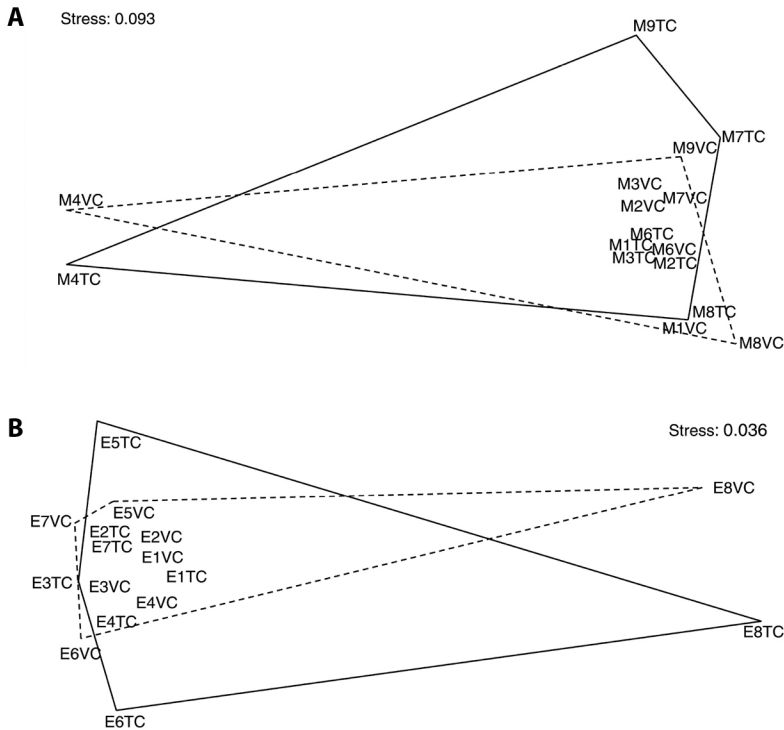 A
Stress: 0.093
M9TC
M7TC
M9VC
M3VC
M4VC
M7VC
M2VC
M6TC
M1TC
M6VC
M3TC
M2TC
M4TC
M8TC
M1VC
M8VC
B
Stress: 0.036
E5TC
E8VC
E5VC
E7VC
E2TC
E2VC
E7TC
E1VC
E1TC
E3TC
E3VC
E4VC
E4TC
E8TC
E6VC
E6TC